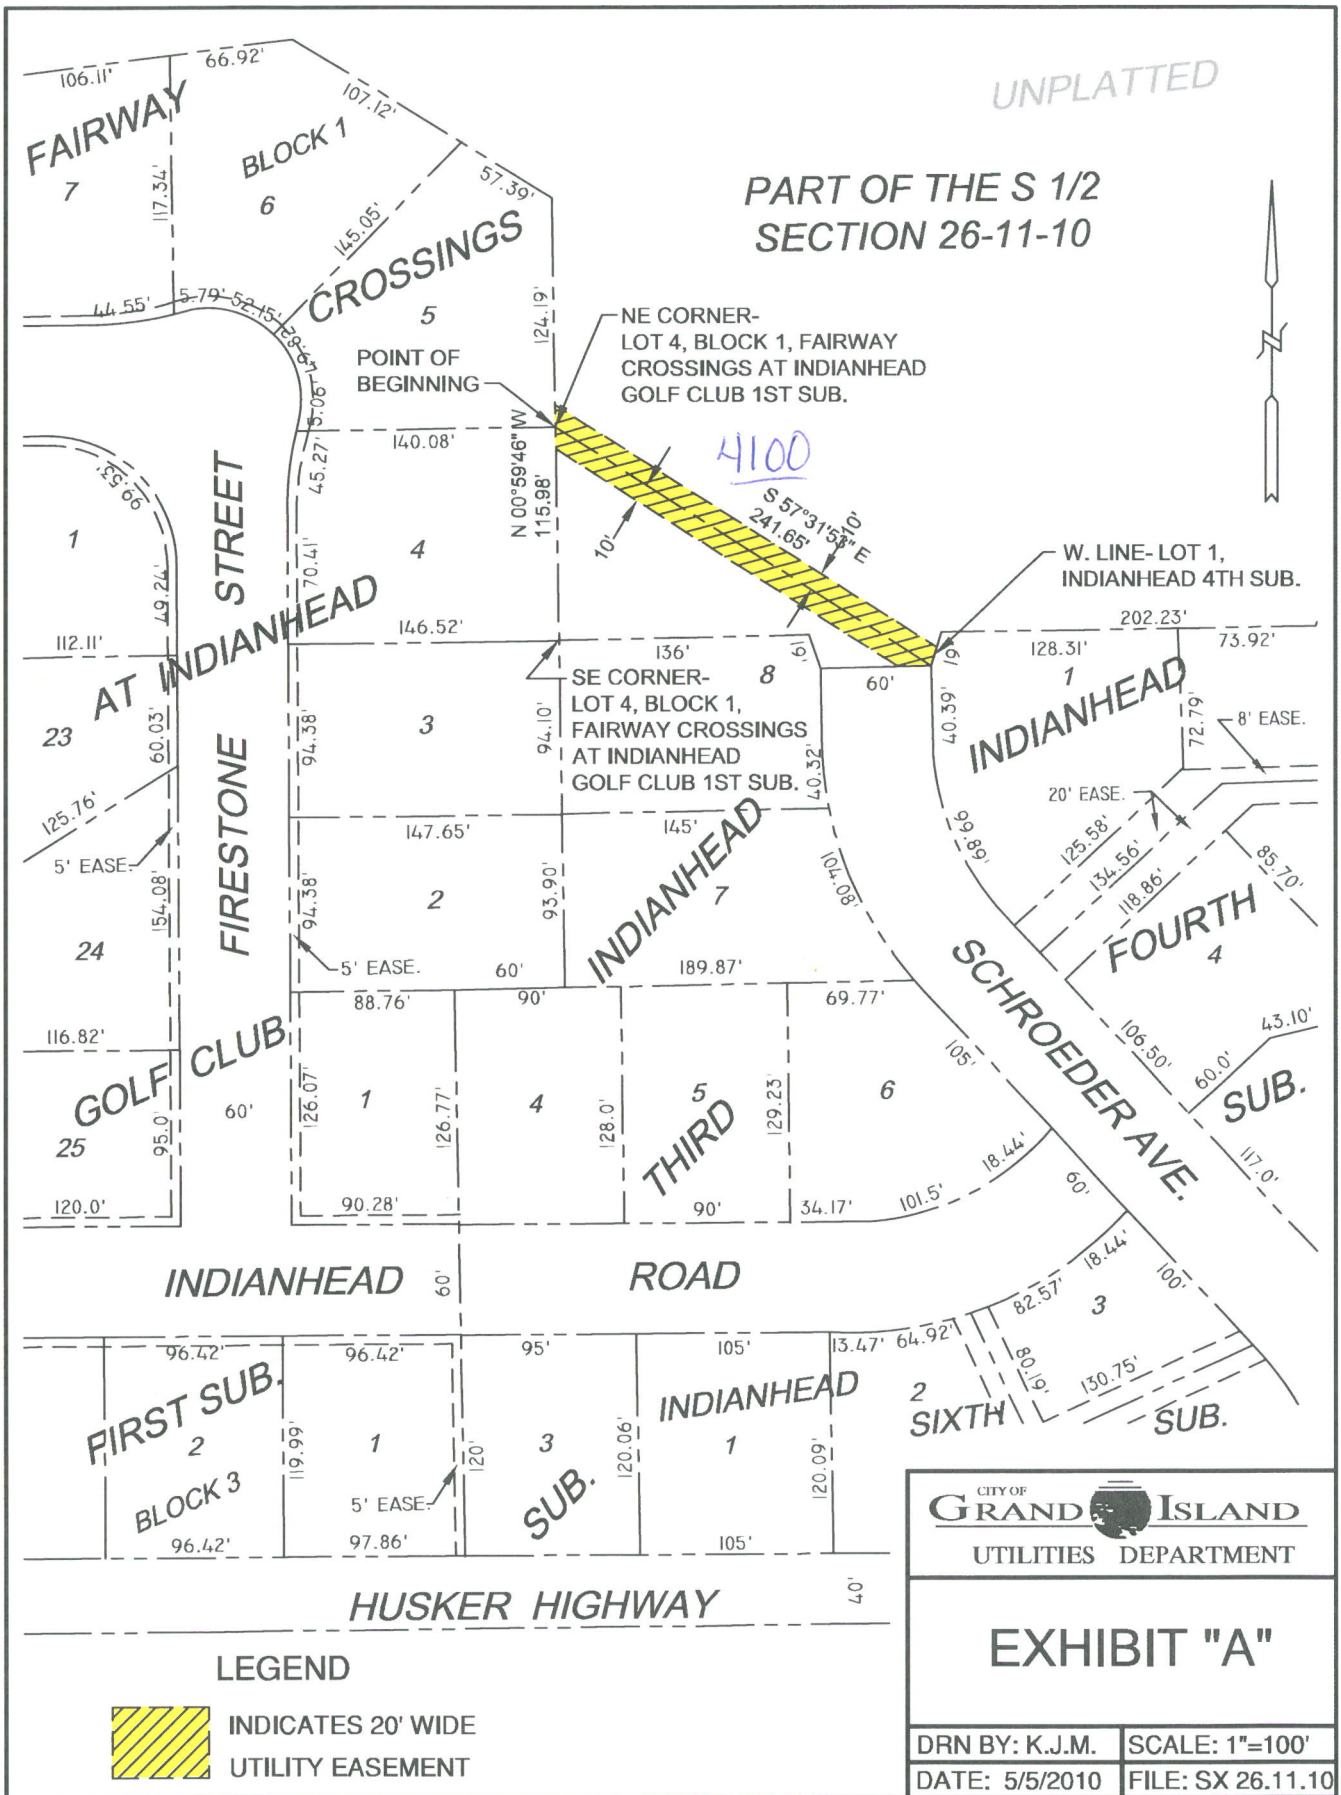 UNPLATTED
PART OF THE S 1/2
SECTION 26-11-10
106.11'
66.92'
107.12'
57.39'
FAIRWAY
7
117.34'
BLOCK 1
6
145.05'
CROSSINGS
5
124.19'
44.55'
5.79'
52.15'
49.82'
5.06'
POINT OF
BEGINNING
NE CORNER-
LOT 4, BLOCK 1, FAIRWAY
CROSSINGS AT INDIANHEAD
GOLF CLUB 1ST SUB.
4100
140.08'
N 00°59'46" W
115.98'
S 57°31'53" E
241.65'
10'
10'
W. LINE- LOT 1,
INDIANHEAD 4TH SUB.
99.53'
1
49.24'
45.27'
70.41'
4
STREET
112.11'
AT INDIANHEAD
146.52'
136'
19'
8
60'
19'
202.23'
128.31'
73.92'
1
INDIANHEAD
40.39'
72.79'
8' EASE.
SE CORNER-
LOT 4, BLOCK 1,
FAIRWAY CROSSINGS
AT INDIANHEAD
GOLF CLUB 1ST SUB.
23
60.03'
94.38'
3
94.10'
40.32'
125.76'
5' EASE.
154.08'
FIRESTONE
147.65'
145'
20' EASE.
99.89'
125.58'
134.56'
118.86'
85.70'
94.38'
2
93.90'
INDIANHEAD
7
104.08'
FOURTH
4
24
5' EASE.
60'
189.87'
SCHROEDER AVE.
88.76'
90'
69.77'
116.82'
GOLF CLUB
105'
106.50'
43.10'
60.0'
SUB.
25
95.0'
60'
126.07'
1
126.77'
4
128.0'
5
THIRD
129.23'
6
117.0'
120.0'
90.28'
90'
34.17'
101.5'
18.44'
60'
INDIANHEAD
60'
ROAD
18.44'
82.57'
3
100'
96.42'
96.42'
95'
105'
13.47'
64.92'
80.19'
130.75'
FIRST SUB.
2
BLOCK 3
119.99'
1
5' EASE.
120'
3
SUB.
120.06'
INDIANHEAD
1
120.09'
2
SIXTH
SUB.
96.42'
97.86'
105'
HUSKER HIGHWAY
40'
LEGEND
INDICATES 20' WIDE
UTILITY EASEMENT
CITY OF
GRAND ISLAND
UTILITIES DEPARTMENT
EXHIBIT "A"
DRN BY: K.J.M.
SCALE: 1"=100'
DATE: 5/5/2010
FILE: SX 26.11.10